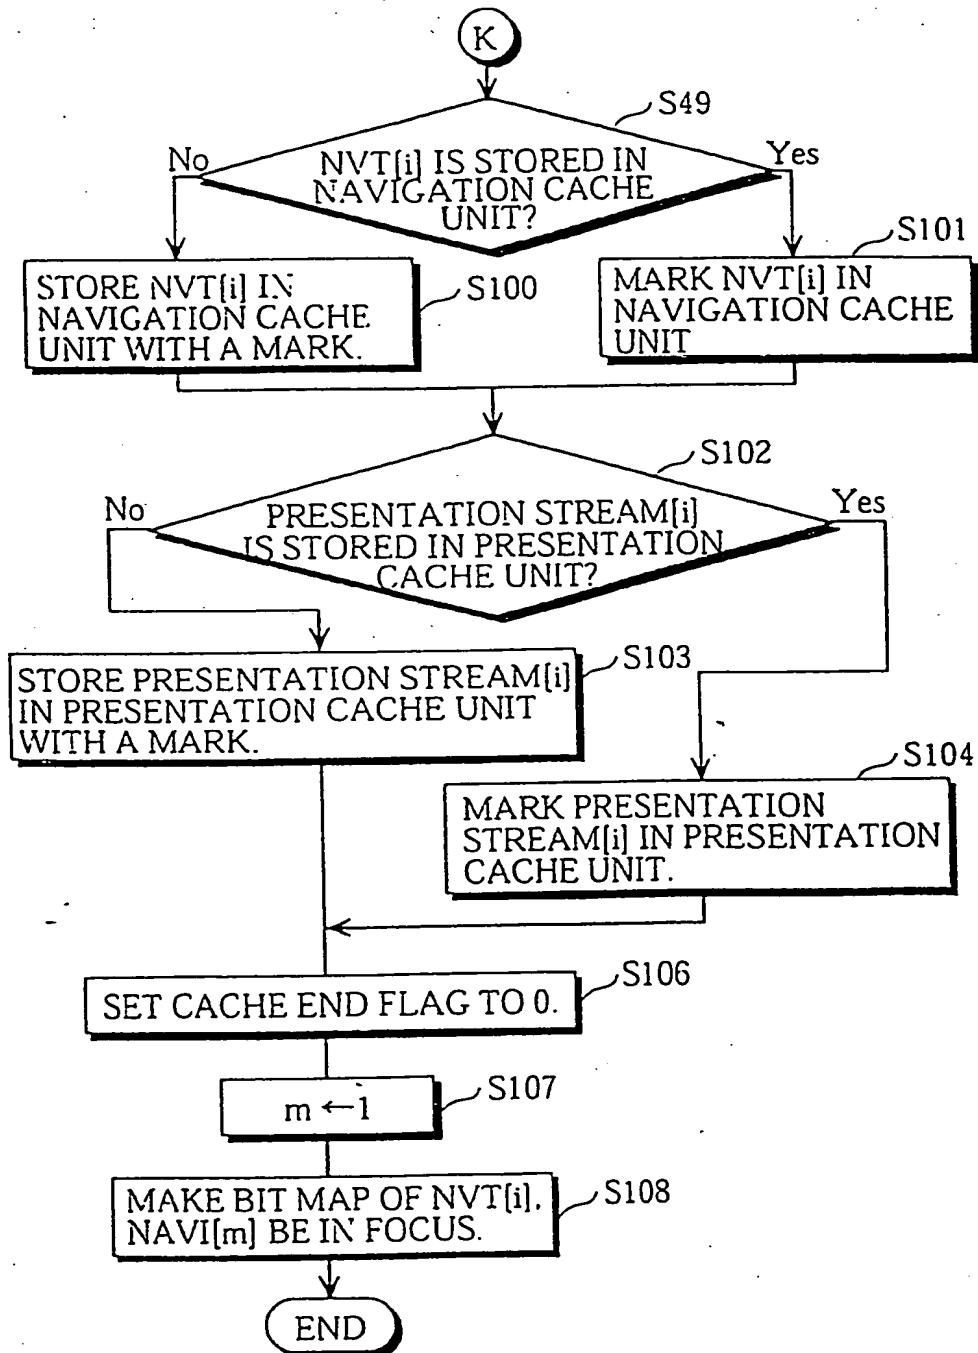 K
S49
No
Yes
NVT[i] IS STORED IN
NAVIGATION CACHE
UNIT?
S101
STORE NVT[i] IN
NAVIGATION CACHE
UNIT WITH A MARK.
S100
MARK NVT[i] IN
NAVIGATION CACHE
UNIT
S102
No
Yes
PRESENTATION STREAM[i]
IS STORED IN PRESENTATION
CACHE UNIT?
S103
STORE PRESENTATION STREAM[i]
IN PRESENTATION CACHE UNIT
WITH A MARK.
S104
MARK PRESENTATION
STREAM[i] IN PRESENTATION
CACHE UNIT.
S106
SET CACHE END FLAG TO 0.
S107
m ← 1
S108
MAKE BIT MAP OF NVT[i],
NAVI[m] BE IN FOCUS.
END